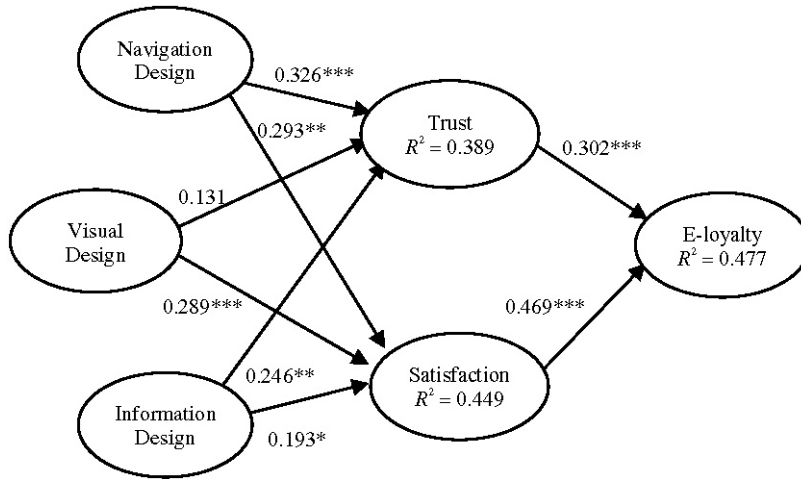 Navigation
Design
0.326***
0.293**
Trust
R² = 0.389
0.302***
0.131
Visual
Design
E-loyalty
R² = 0.477
0.289***
0.469***
Satisfaction
R² = 0.449
0.246**
Information
Design
0.193*